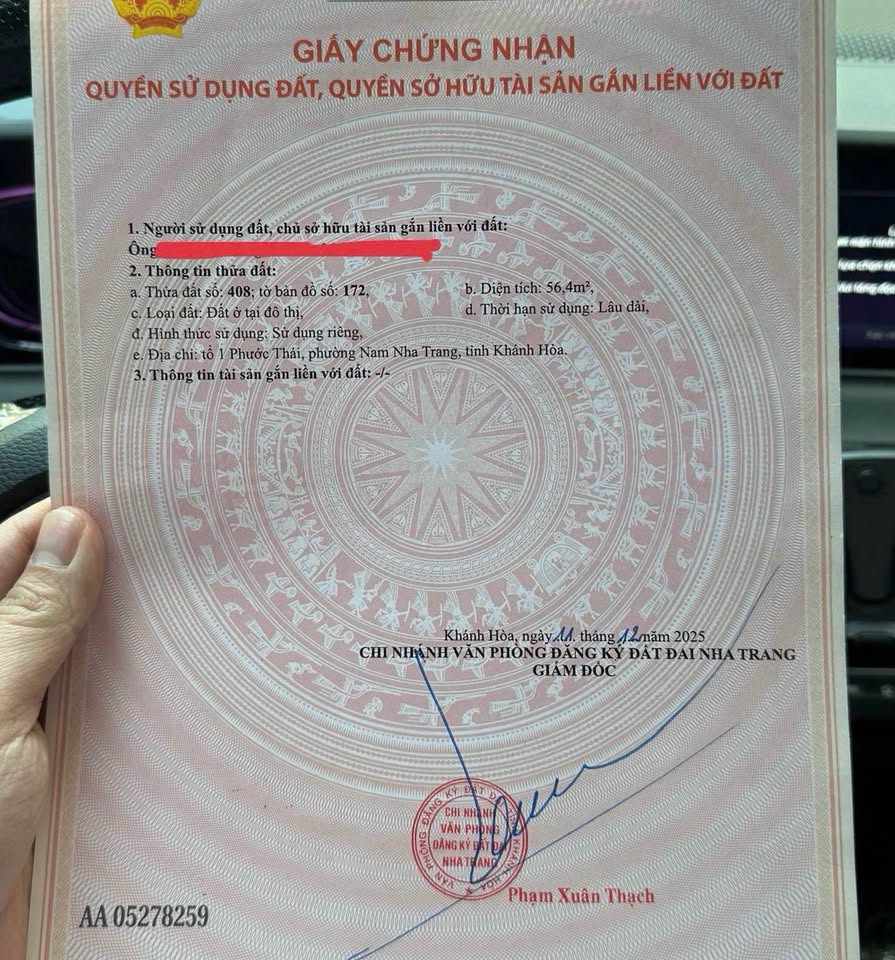 GIẤY CHỨNG NHẬN
QUYỀN SỬ DỤNG ĐẤT, QUYỀN SỞ HỮU TÀI SẢN GẮN LIỀN VỚI ĐẤT
1. Người sử dụng đất, chủ sở hữu tài sản gắn liền với đất:
Ông
2. Thông tin thửa đất:
a. Thửa đất số: 408; tờ bản đồ số: 172, b. Diện tích: 56,4m²,
c. Loại đất: Đất ở tại đô thị, d. Thời hạn sử dụng: Lâu dài,
đ. Hình thức sử dụng: Sử dụng riêng,
e. Địa chỉ: tổ 1 Phước Thái, phường Nam Nha Trang, tỉnh Khánh Hòa.
3. Thông tin tài sản gắn liền với đất: -/-
Khánh Hòa, ngày 11 tháng 12 năm 2025
CHI NHÁNH VĂN PHÒNG ĐĂNG KÝ ĐẤT ĐAI NHA TRANG
GIÁM ĐỐC
CHI NHÁNH
VĂN PHÒNG
ĐĂNG KÝ ĐẤT ĐAI
NHA TRANG
Phạm Xuân Thạch
AA 05278259